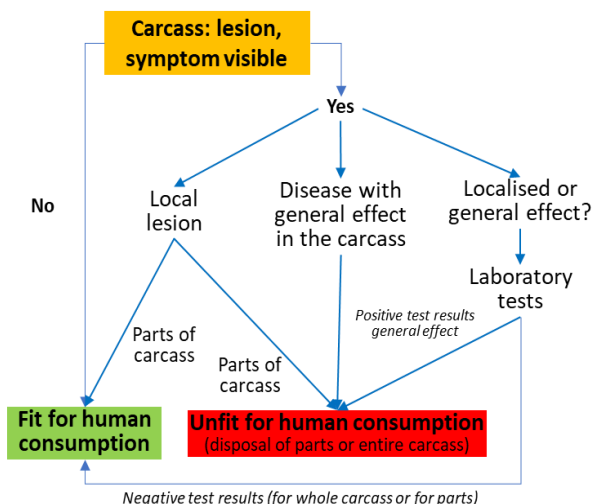 Carcass: lesion,
symptom visible
Yes
No
Local
lesion
Disease with
general effect
in the carcass
Localised or
general effect?
Laboratory
tests
Positive test results
general effect
Parts of
carcass
Parts of
carcass
Fit for human
consumption
Unfit for human consumption
(disposal of parts or entire carcass)
Negative test results (for whole carcass or for parts)